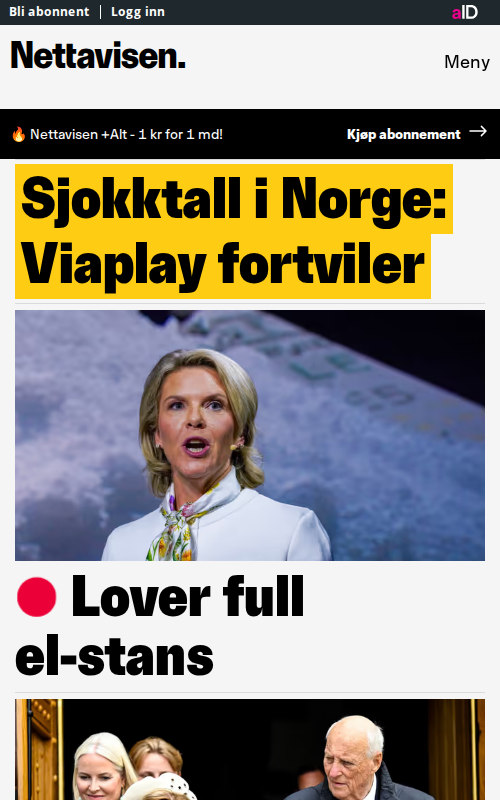 Bli abonnent | Logg inn
aID
Nettavisen.
Meny
🔥 Nettavisen +Alt - 1 kr for 1 md!
Kjøp abonnement →
Sjokktall i Norge:
Viaplay fortviler
🔴 Lover full
el-stans